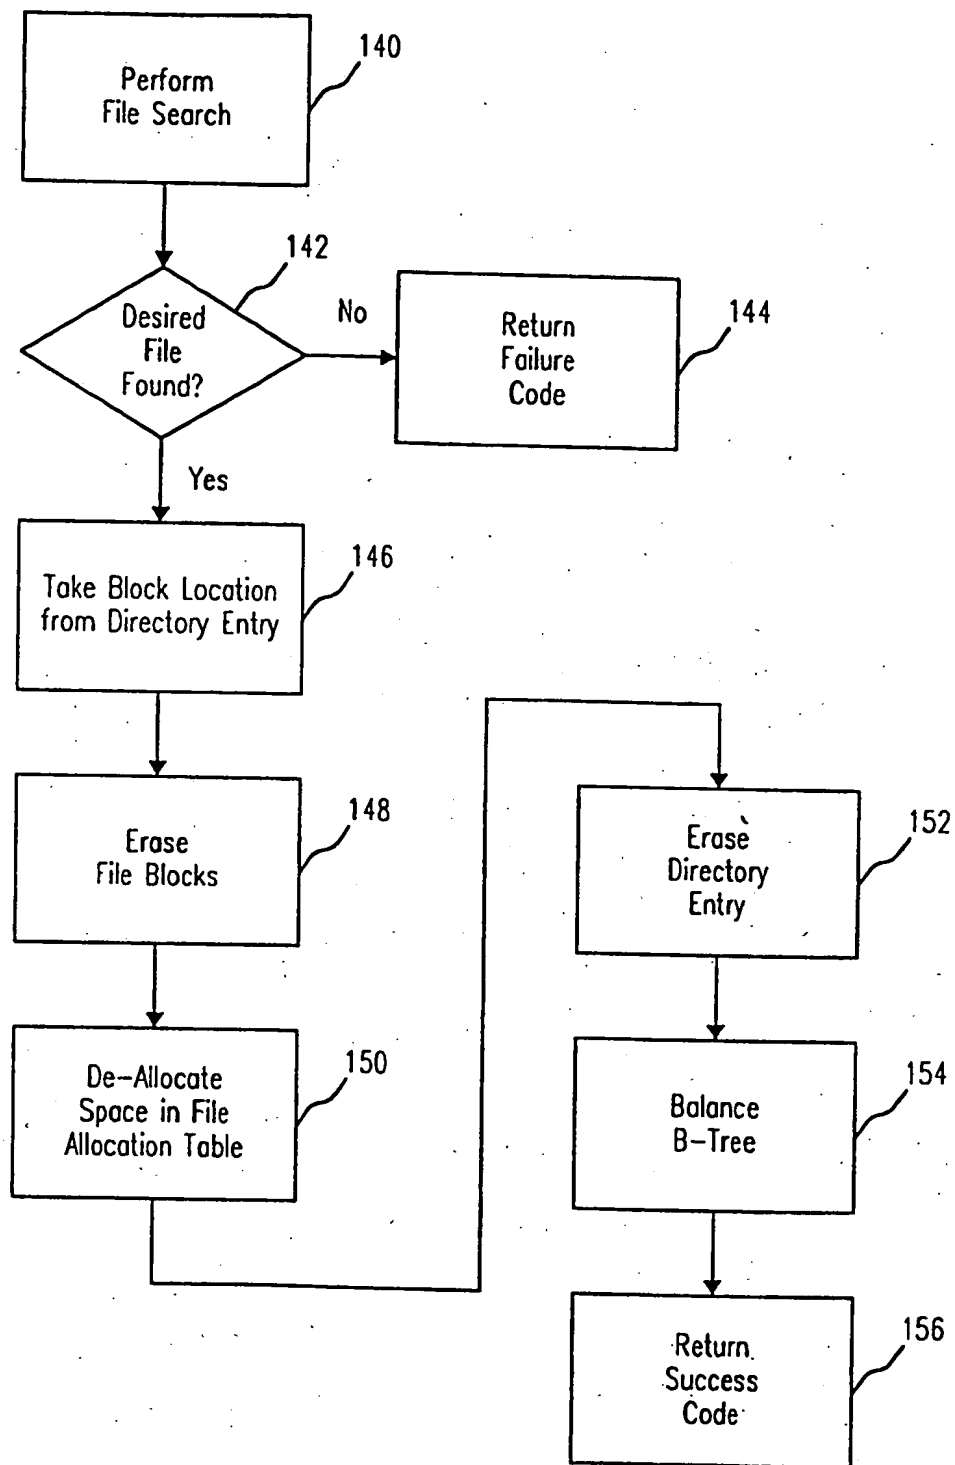 140
Perform
File Search
142
Desired
File
Found?
No
144
Return
Failure
Code
Yes
146
Take Block Location
from Directory Entry
148
Erase
File Blocks
150
De-Allocate
Space in File
Allocation Table
152
Erase
Directory
Entry
154
Balance
B-Tree
156
Return
Success
Code